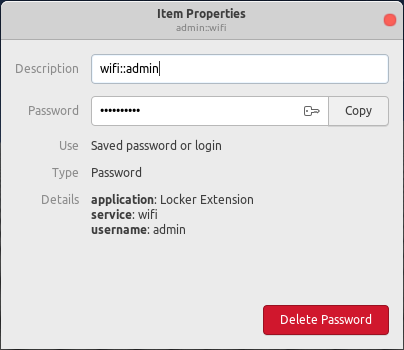 Item Properties
admin::wifi
Description wifi::admin
Password •••••••••• Copy
Use Saved password or login
Type Password
Details application: Locker Extension
service: wifi
username: admin
Delete Password